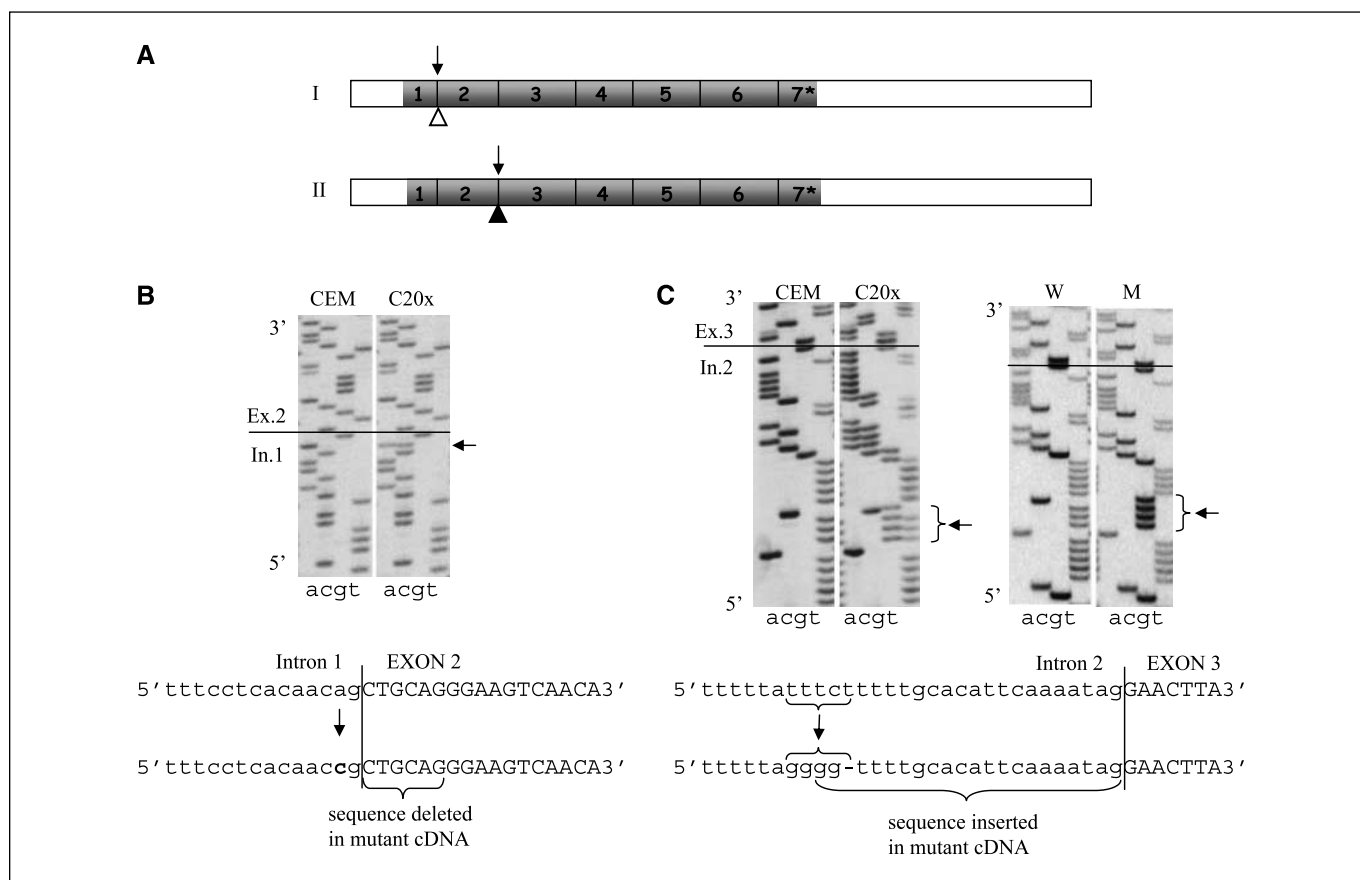 A
I 1 2 3 4 5 6 7*
II 1 2 3 4 5 6 7*
B
CEM C20x
3’
Ex.2
In.1
5’
acgt acgt
Intron 1 EXON 2
5’tttcctcacaacagCTGCAGGGAAGTCAACA3’
5’tttcctcacaaccgCTGCAGGGAAGTCAACA3’
sequence deleted
in mutant cDNA
C
CEM C20x
3’
Ex.3
In.2
5’
acgt acgt
W M
3’
5’
acgt acgt
Intron 2 EXON 3
5’tttttatttctttttgcacattcaaaatagGAACTTA3’
5’tttttagggg-ttttgcacattcaaaatagGAACTTA3’
sequence inserted
in mutant cDNA